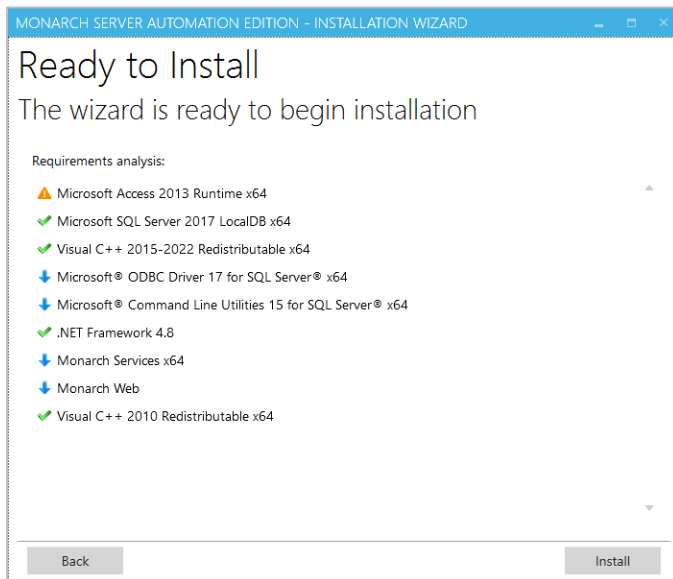 MONARCH SERVER AUTOMATION EDITION - INSTALLATION WIZARD
Ready to Install
The wizard is ready to begin installation
Requirements analysis:
Microsoft Access 2013 Runtime x64
Microsoft SQL Server 2017 LocalDB x64
Visual C++ 2015-2022 Redistributable x64
Microsoft® ODBC Driver 17 for SQL Server® x64
Microsoft® Command Line Utilities 15 for SQL Server® x64
.NET Framework 4.8
Monarch Services x64
Monarch Web
Visual C++ 2010 Redistributable x64
Back Install